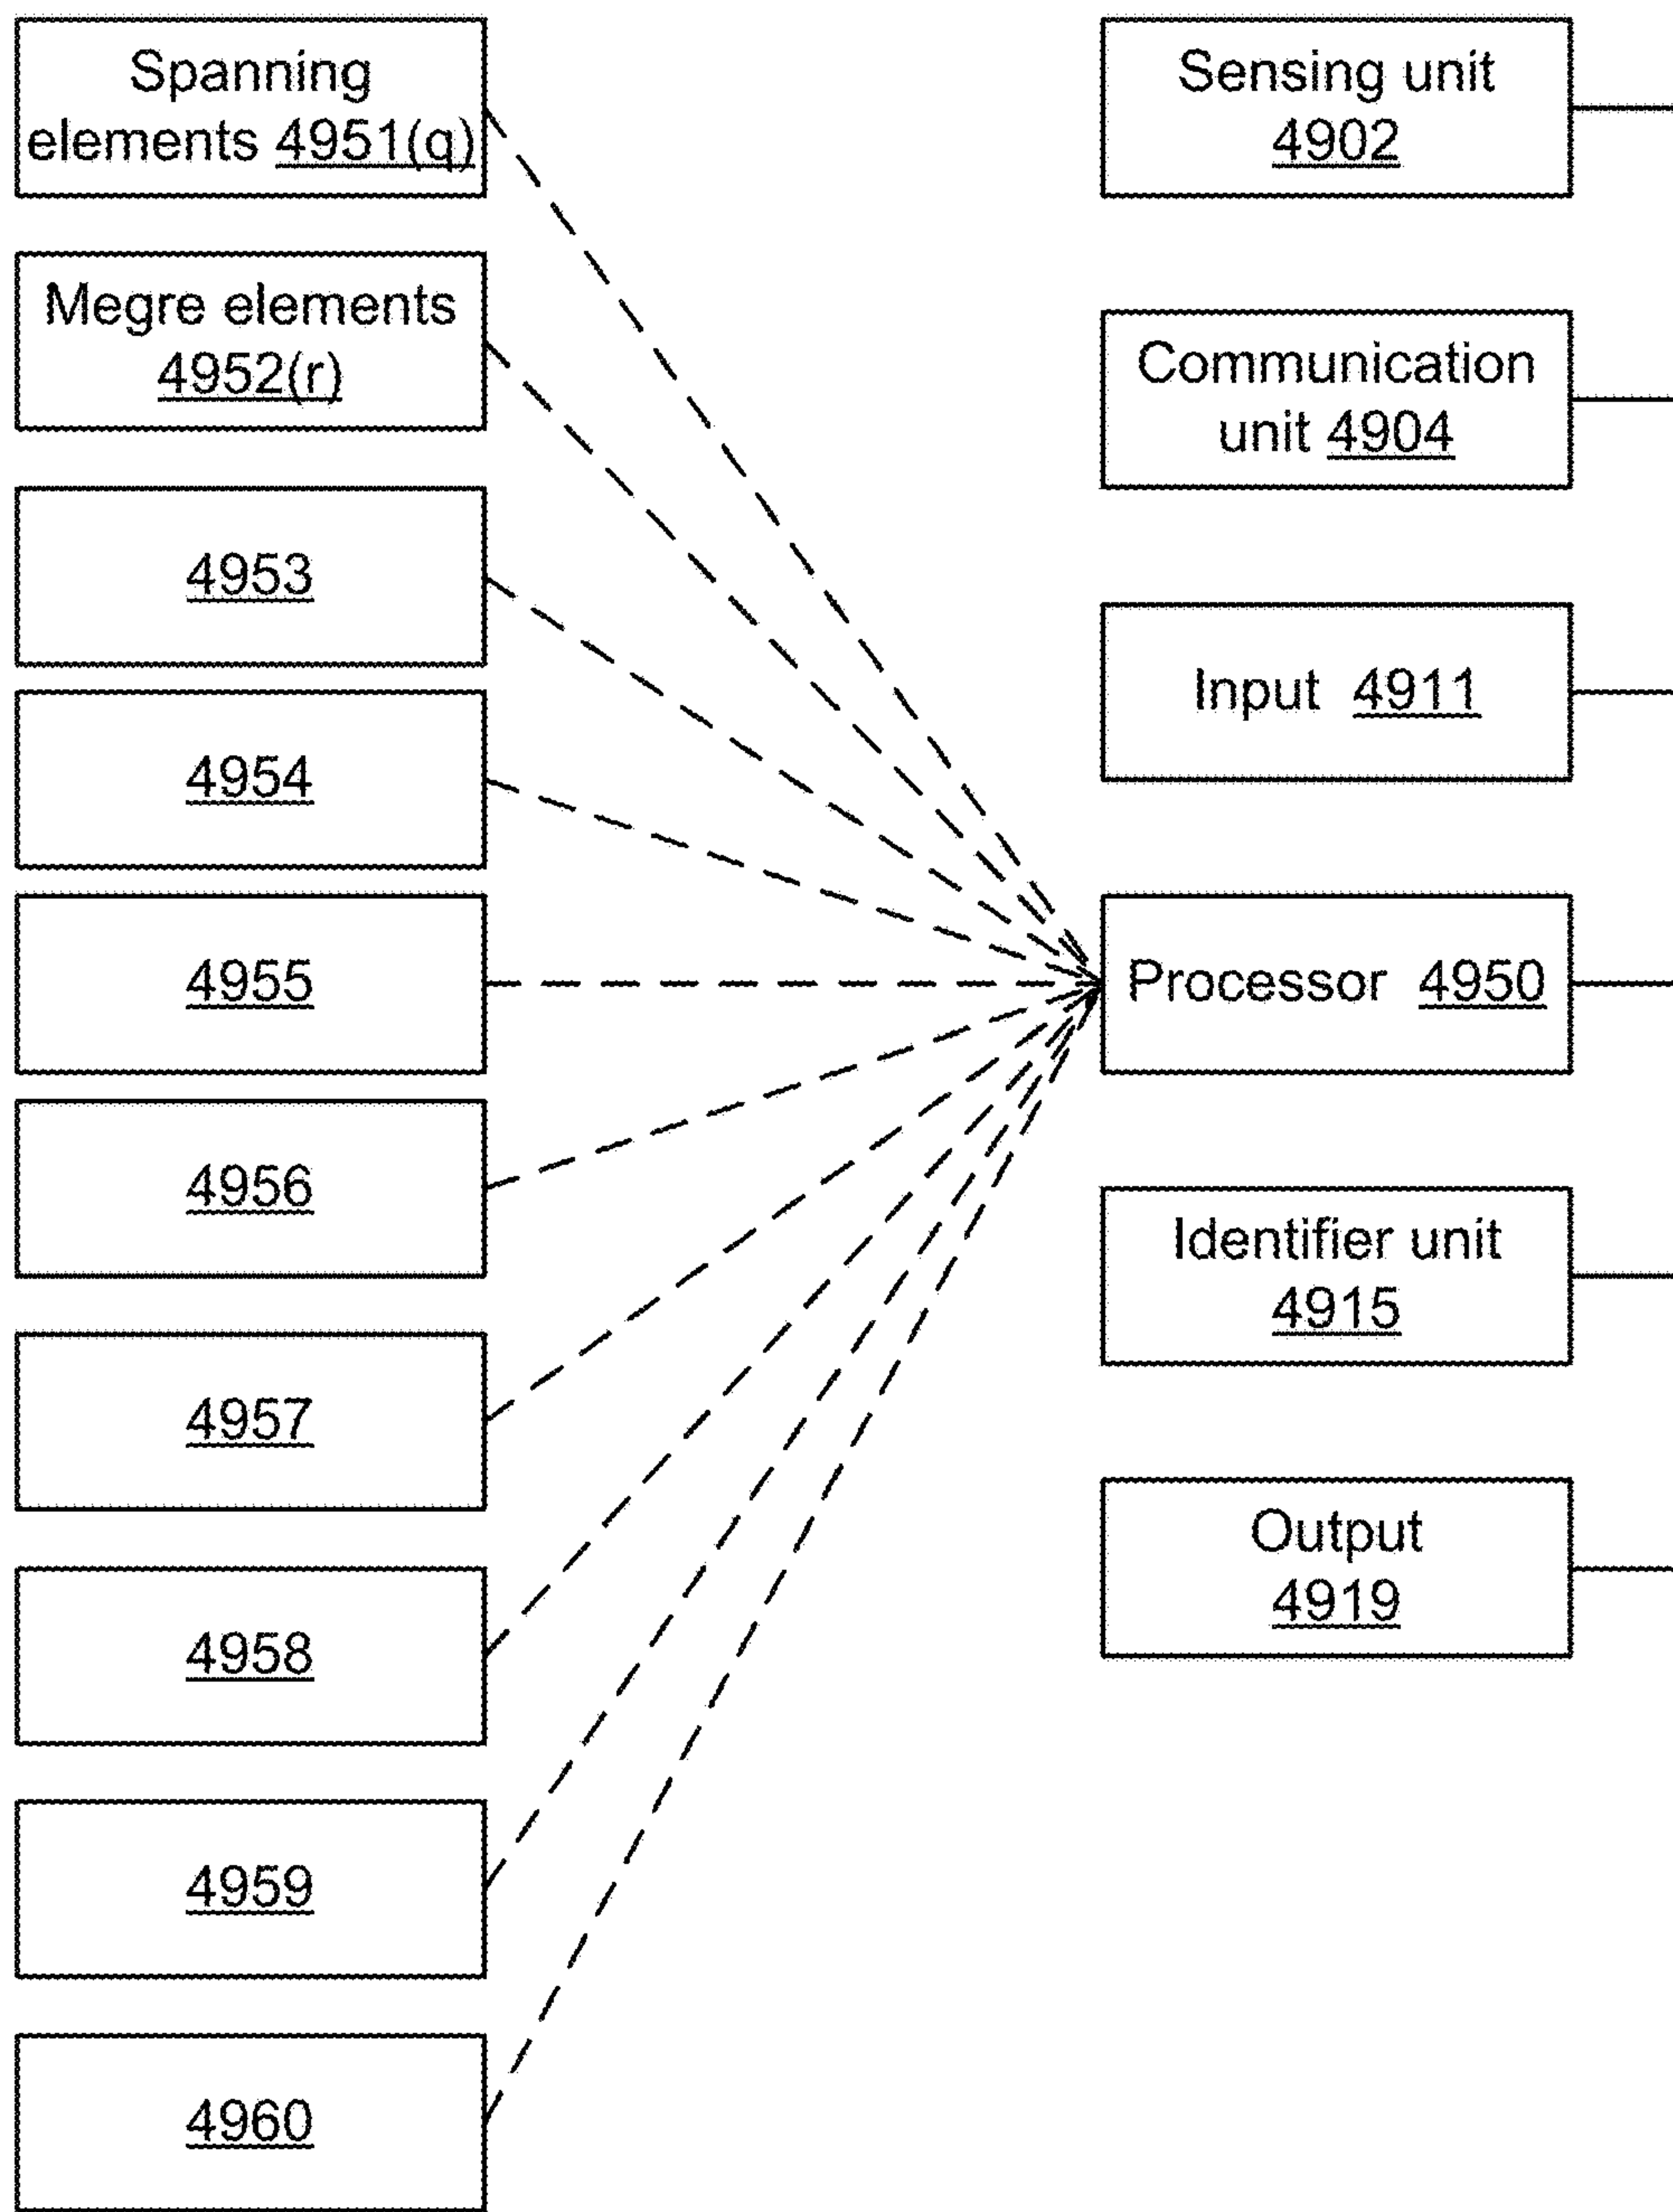 Spanning
elements 4951(q)
Megre elements
4952(r)
4953
4954
4955
4956
4957
4958
4959
4960
Sensing unit
4902
Communication
unit 4904
Input 4911
Processor 4950
Identifier unit
4915
Output
4919